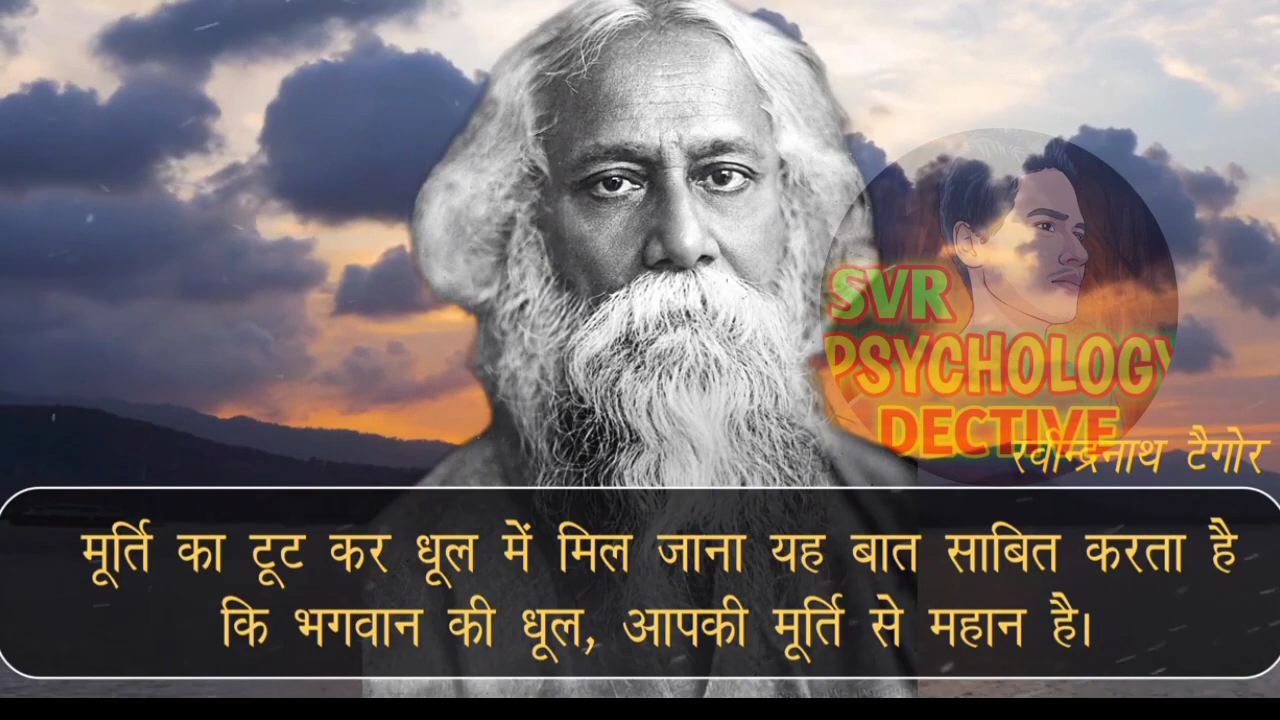 SVR
PSYCHOLOGY
DECTIVE
रवीन्द्रनाथ टैगोर
मूर्ति का टूट कर धूल में मिल जाना यह बात साबित करता है
कि भगवान की धूल, आपकी मूर्ति से महान है।